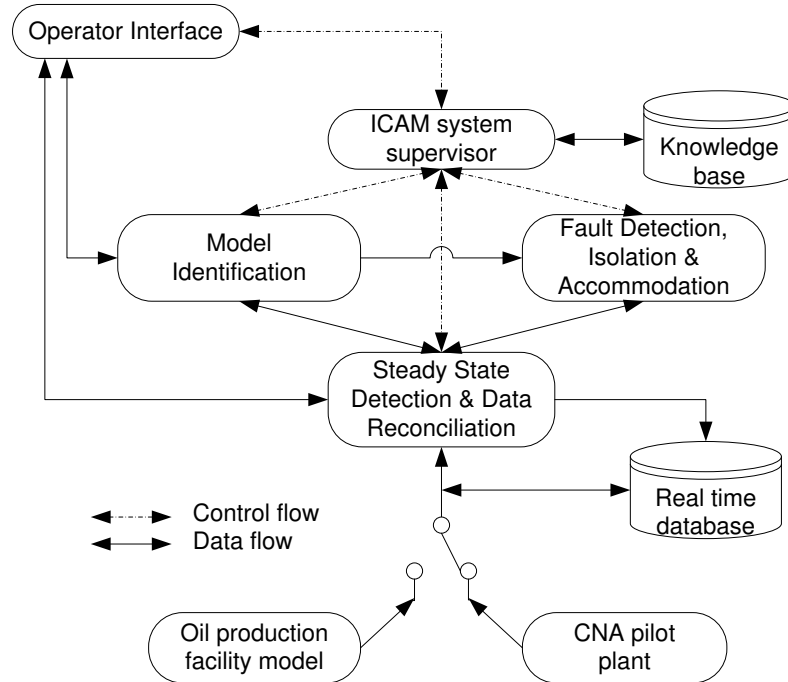 Operator Interface
ICAM system
supervisor
Knowledge
base
Model
Identification
Fault Detection,
Isolation &
Accommodation
Steady State
Detection & Data
Reconciliation
Real time
database
Control flow
Data flow
Oil production
facility model
CNA pilot
plant